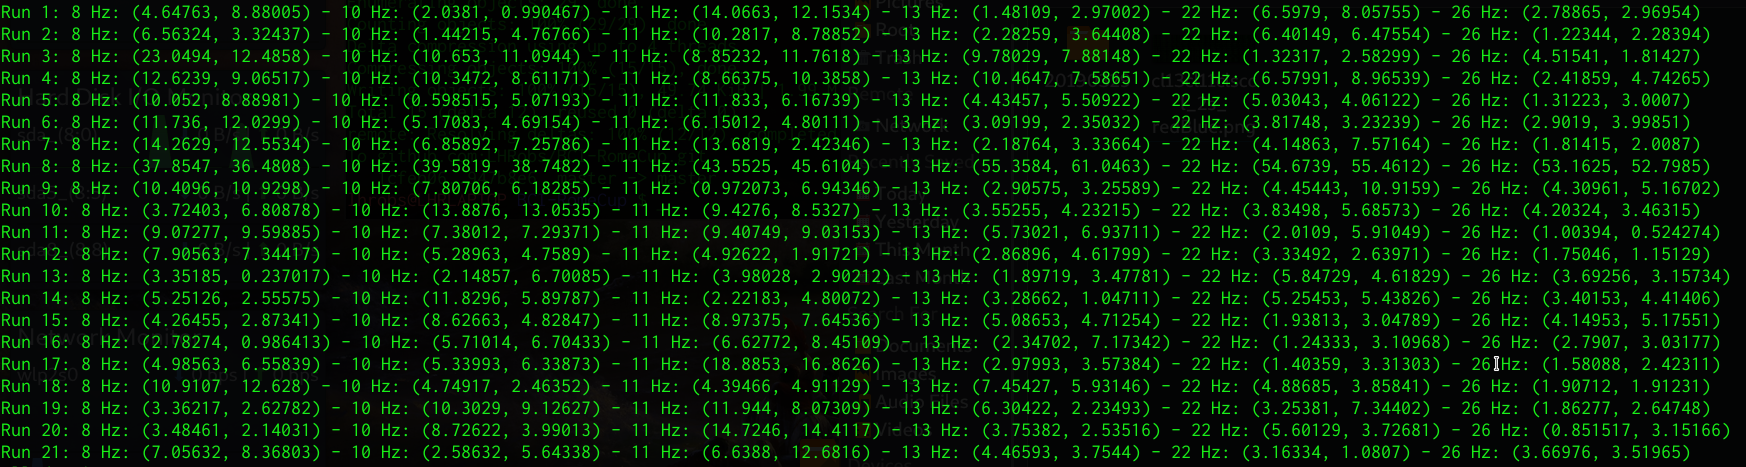 Run 1: 8 Hz: (4.64763, 8.88005) - 10 Hz: (2.0381, 0.990467) - 11 Hz: (14.0663, 12.1534) - 13 Hz: (1.48109, 2.97002) - 22 Hz: (6.5979, 8.05755) - 26 Hz: (2.78865, 2.96954)
Run 2: 8 Hz: (6.56324, 3.32437) - 10 Hz: (1.44215, 4.76766) - 11 Hz: (10.2817, 8.78852) - 13 Hz: (2.28259, 3.64408) - 22 Hz: (6.40149, 6.47554) - 26 Hz: (1.22344, 2.28394)
Run 3: 8 Hz: (23.0494, 12.4858) - 10 Hz: (10.653, 11.0944) - 11 Hz: (8.85232, 11.7618) - 13 Hz: (9.78029, 7.88148) - 22 Hz: (1.32317, 2.58299) - 26 Hz: (4.51541, 1.81427)
Run 4: 8 Hz: (12.6239, 9.06517) - 10 Hz: (10.3472, 8.61171) - 11 Hz: (8.66375, 10.3858) - 13 Hz: (10.4647, 7.58651) - 22 Hz: (6.57991, 8.96539) - 26 Hz: (2.41859, 4.74265)
Run 5: 8 Hz: (10.052, 8.88981) - 10 Hz: (0.598515, 5.07193) - 11 Hz: (11.833, 6.16739) - 13 Hz: (4.43457, 5.50922) - 22 Hz: (5.03043, 4.06122) - 26 Hz: (1.31223, 3.0007)
Run 6: 8 Hz: (11.736, 12.0299) - 10 Hz: (5.17083, 4.69154) - 11 Hz: (6.15012, 4.80111) - 13 Hz: (3.09199, 2.35032) - 22 Hz: (3.81748, 3.23239) - 26 Hz: (2.9019, 3.99851)
Run 7: 8 Hz: (14.2629, 12.5534) - 10 Hz: (6.85892, 7.25786) - 11 Hz: (13.6819, 2.42346) - 13 Hz: (2.18764, 3.33664) - 22 Hz: (4.14863, 7.57164) - 26 Hz: (1.81415, 2.0087)
Run 8: 8 Hz: (37.8547, 36.4808) - 10 Hz: (39.5819, 38.7482) - 11 Hz: (43.5525, 45.6104) - 13 Hz: (55.3584, 61.0463) - 22 Hz: (54.6739, 55.4612) - 26 Hz: (53.1625, 52.7985)
Run 9: 8 Hz: (10.4096, 10.9298) - 10 Hz: (7.80706, 6.18285) - 11 Hz: (0.972073, 6.94346) - 13 Hz: (2.90575, 3.25589) - 22 Hz: (4.45443, 10.9159) - 26 Hz: (4.30961, 5.16702)
Run 10: 8 Hz: (3.72403, 6.80878) - 10 Hz: (13.8876, 13.0535) - 11 Hz: (9.4276, 8.5327) - 13 Hz: (3.55255, 4.23215) - 22 Hz: (3.83498, 5.68573) - 26 Hz: (4.20324, 3.46315)
Run 11: 8 Hz: (9.07277, 9.59885) - 10 Hz: (7.38012, 7.29371) - 11 Hz: (9.40749, 9.03153) - 13 Hz: (5.73021, 6.93711) - 22 Hz: (2.0109, 5.91049) - 26 Hz: (1.00394, 0.524274)
Run 12: 8 Hz: (7.90563, 7.34417) - 10 Hz: (5.28963, 4.7589) - 11 Hz: (4.92622, 1.91721) - 13 Hz: (2.86896, 4.61799) - 22 Hz: (3.33492, 2.63971) - 26 Hz: (1.75046, 1.15129)
Run 13: 8 Hz: (3.35185, 0.237017) - 10 Hz: (2.14857, 6.70085) - 11 Hz: (3.98028, 2.90212) - 13 Hz: (1.89719, 3.47781) - 22 Hz: (5.84729, 4.61829) - 26 Hz: (3.69256, 3.15734)
Run 14: 8 Hz: (5.25126, 2.55575) - 10 Hz: (11.8296, 5.89787) - 11 Hz: (2.22183, 4.80072) - 13 Hz: (3.28662, 1.04711) - 22 Hz: (5.25453, 5.43826) - 26 Hz: (3.40153, 4.41406)
Run 15: 8 Hz: (4.26455, 2.87341) - 10 Hz: (8.62663, 4.82847) - 11 Hz: (8.97375, 7.64536) - 13 Hz: (5.08653, 4.71254) - 22 Hz: (1.93813, 3.04789) - 26 Hz: (4.14953, 5.17551)
Run 16: 8 Hz: (2.78274, 0.986413) - 10 Hz: (5.71014, 6.70433) - 11 Hz: (6.62772, 8.45109) - 13 Hz: (2.34702, 7.17342) - 22 Hz: (1.24333, 3.10968) - 26 Hz: (2.7907, 3.03177)
Run 17: 8 Hz: (4.98563, 6.55839) - 10 Hz: (5.33993, 6.33873) - 11 Hz: (18.8853, 16.8626) - 13 Hz: (2.97993, 3.57384) - 22 Hz: (1.40359, 3.31303) - 26 Hz: (1.58088, 2.42311)
Run 18: 8 Hz: (10.9107, 12.628) - 10 Hz: (4.74917, 2.46352) - 11 Hz: (4.39466, 4.91129) - 13 Hz: (7.45427, 5.93146) - 22 Hz: (4.88685, 3.85841) - 26 Hz: (1.90712, 1.91231)
Run 19: 8 Hz: (3.36217, 2.62782) - 10 Hz: (10.3029, 9.12627) - 11 Hz: (11.944, 8.07309) - 13 Hz: (6.30422, 2.23493) - 22 Hz: (3.25381, 7.34402) - 26 Hz: (1.86277, 2.64748)
Run 20: 8 Hz: (3.48461, 2.14031) - 10 Hz: (8.72622, 3.99013) - 11 Hz: (14.7246, 14.4117) - 13 Hz: (3.75382, 2.53516) - 22 Hz: (5.60129, 3.72681) - 26 Hz: (0.851517, 3.15166)
Run 21: 8 Hz: (7.05632, 8.36803) - 10 Hz: (2.58632, 5.64338) - 11 Hz: (6.6388, 12.6816) - 13 Hz: (4.46593, 3.7544) - 22 Hz: (3.16334, 1.0807) - 26 Hz: (3.66976, 3.51965)